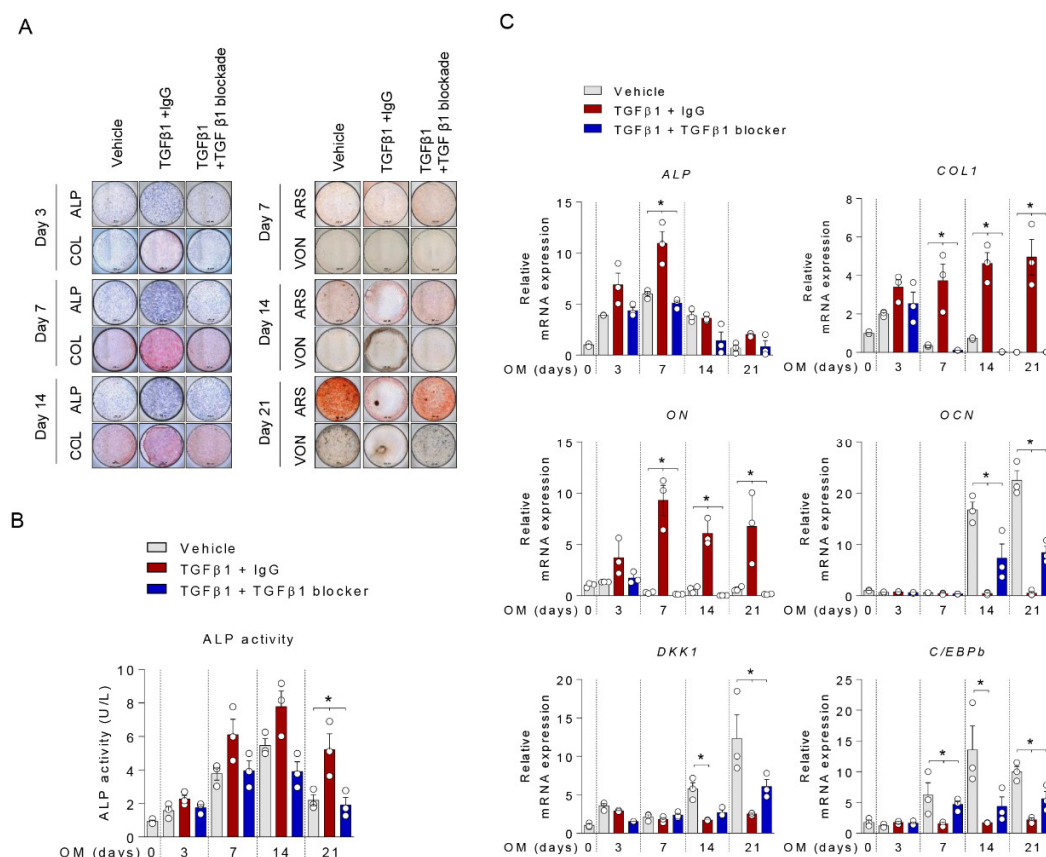 A
Vehicle
TGFβ1 +IgG
TGFβ1
+TGF β1 blockade
Day 3
ALP
COL
Day 7
ALP
COL
Day 14
ALP
COL
Vehicle
TGFβ1 +IgG
TGFβ1
+TGF β1 blockade
Day 7
ARS
VON
Day 14
ARS
VON
Day 21
ARS
VON
B
Vehicle
TGFβ1 + IgG
TGFβ1 + TGFβ1 blocker
ALP activity
ALP activity (U/L)
10
8
6
4
2
0
*
OM (days) 0 3 7 14 21
C
Vehicle
TGFβ1 + IgG
TGFβ1 + TGFβ1 blocker
ALP
Relative
mRNA expression
15
10
5
0
*
OM (days) 0 3 7 14 21
COL1
Relative
mRNA expression
8
6
4
2
0
* * *
OM (days) 0 3 7 14 21
ON
Relative
mRNA expression
15
10
5
0
* * *
OM (days) 0 3 7 14 21
OCN
Relative
mRNA expression
30
20
10
0
* *
OM (days) 0 3 7 14 21
DKK1
Relative
mRNA expression
20
15
10
5
0
* *
OM (days) 0 3 7 14 21
C/EBPb
Relative
mRNA expression
25
20
15
10
5
0
* * *
OM (days) 0 3 7 14 21